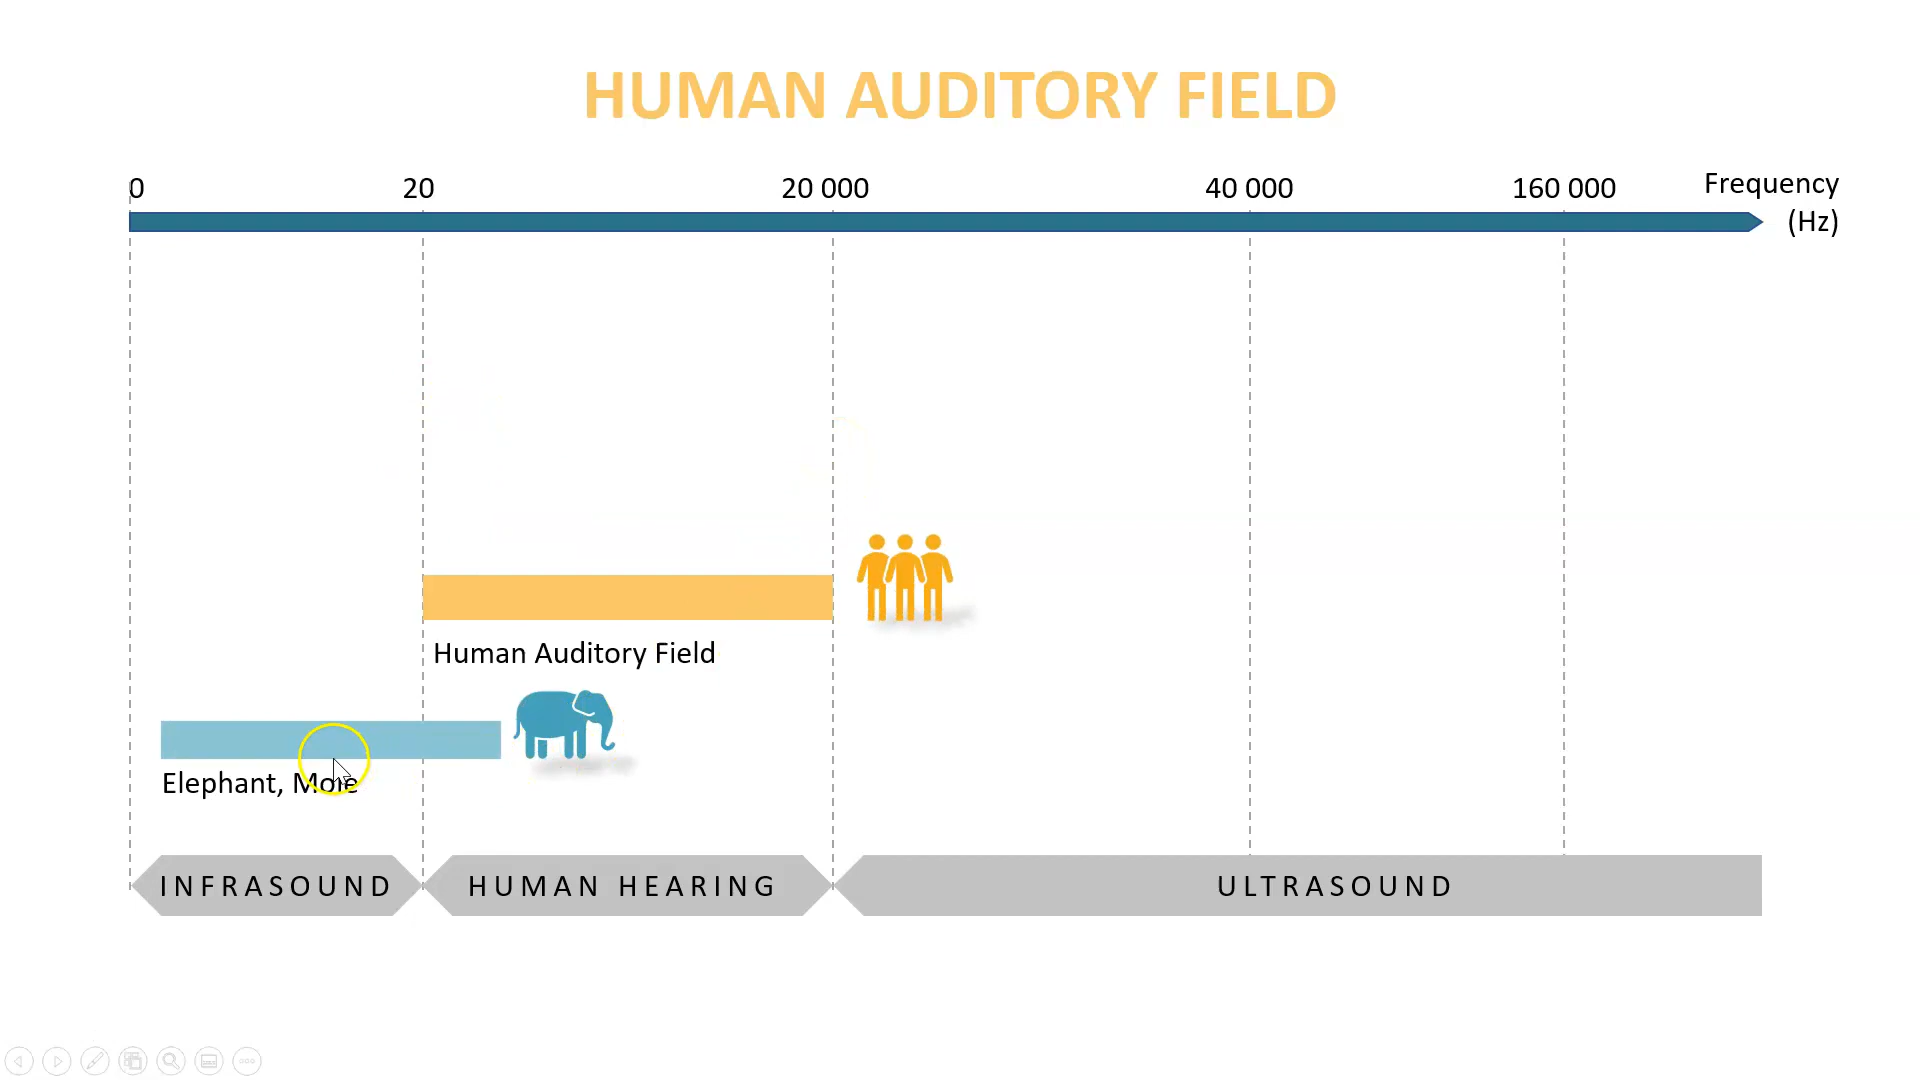 HUMAN AUDITORY FIELD
0 20 20 000 40 000 160 000 Frequency
(Hz)
Human Auditory Field
Elephant, Mole
INFRASOUND HUMAN HEARING ULTRASOUND